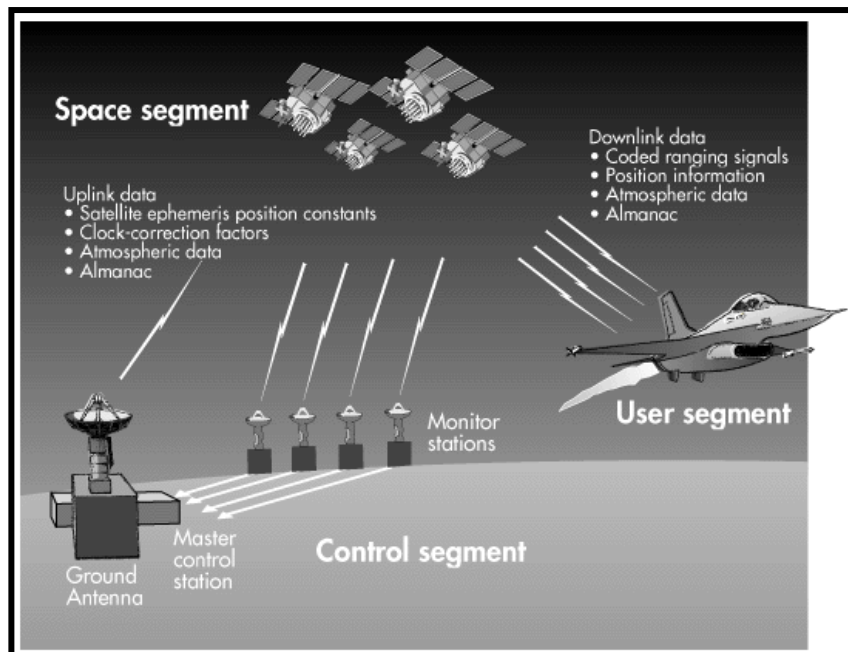 Space segment
Downlink data
• Coded ranging signals
• Position information
• Atmospheric data
• Almanac
Uplink data
• Satellite ephemeris position constants
• Clock-correction factors
• Atmospheric data
• Almanac
User segment
Monitor
stations
Master
control
station
Control segment
Ground
Antenna